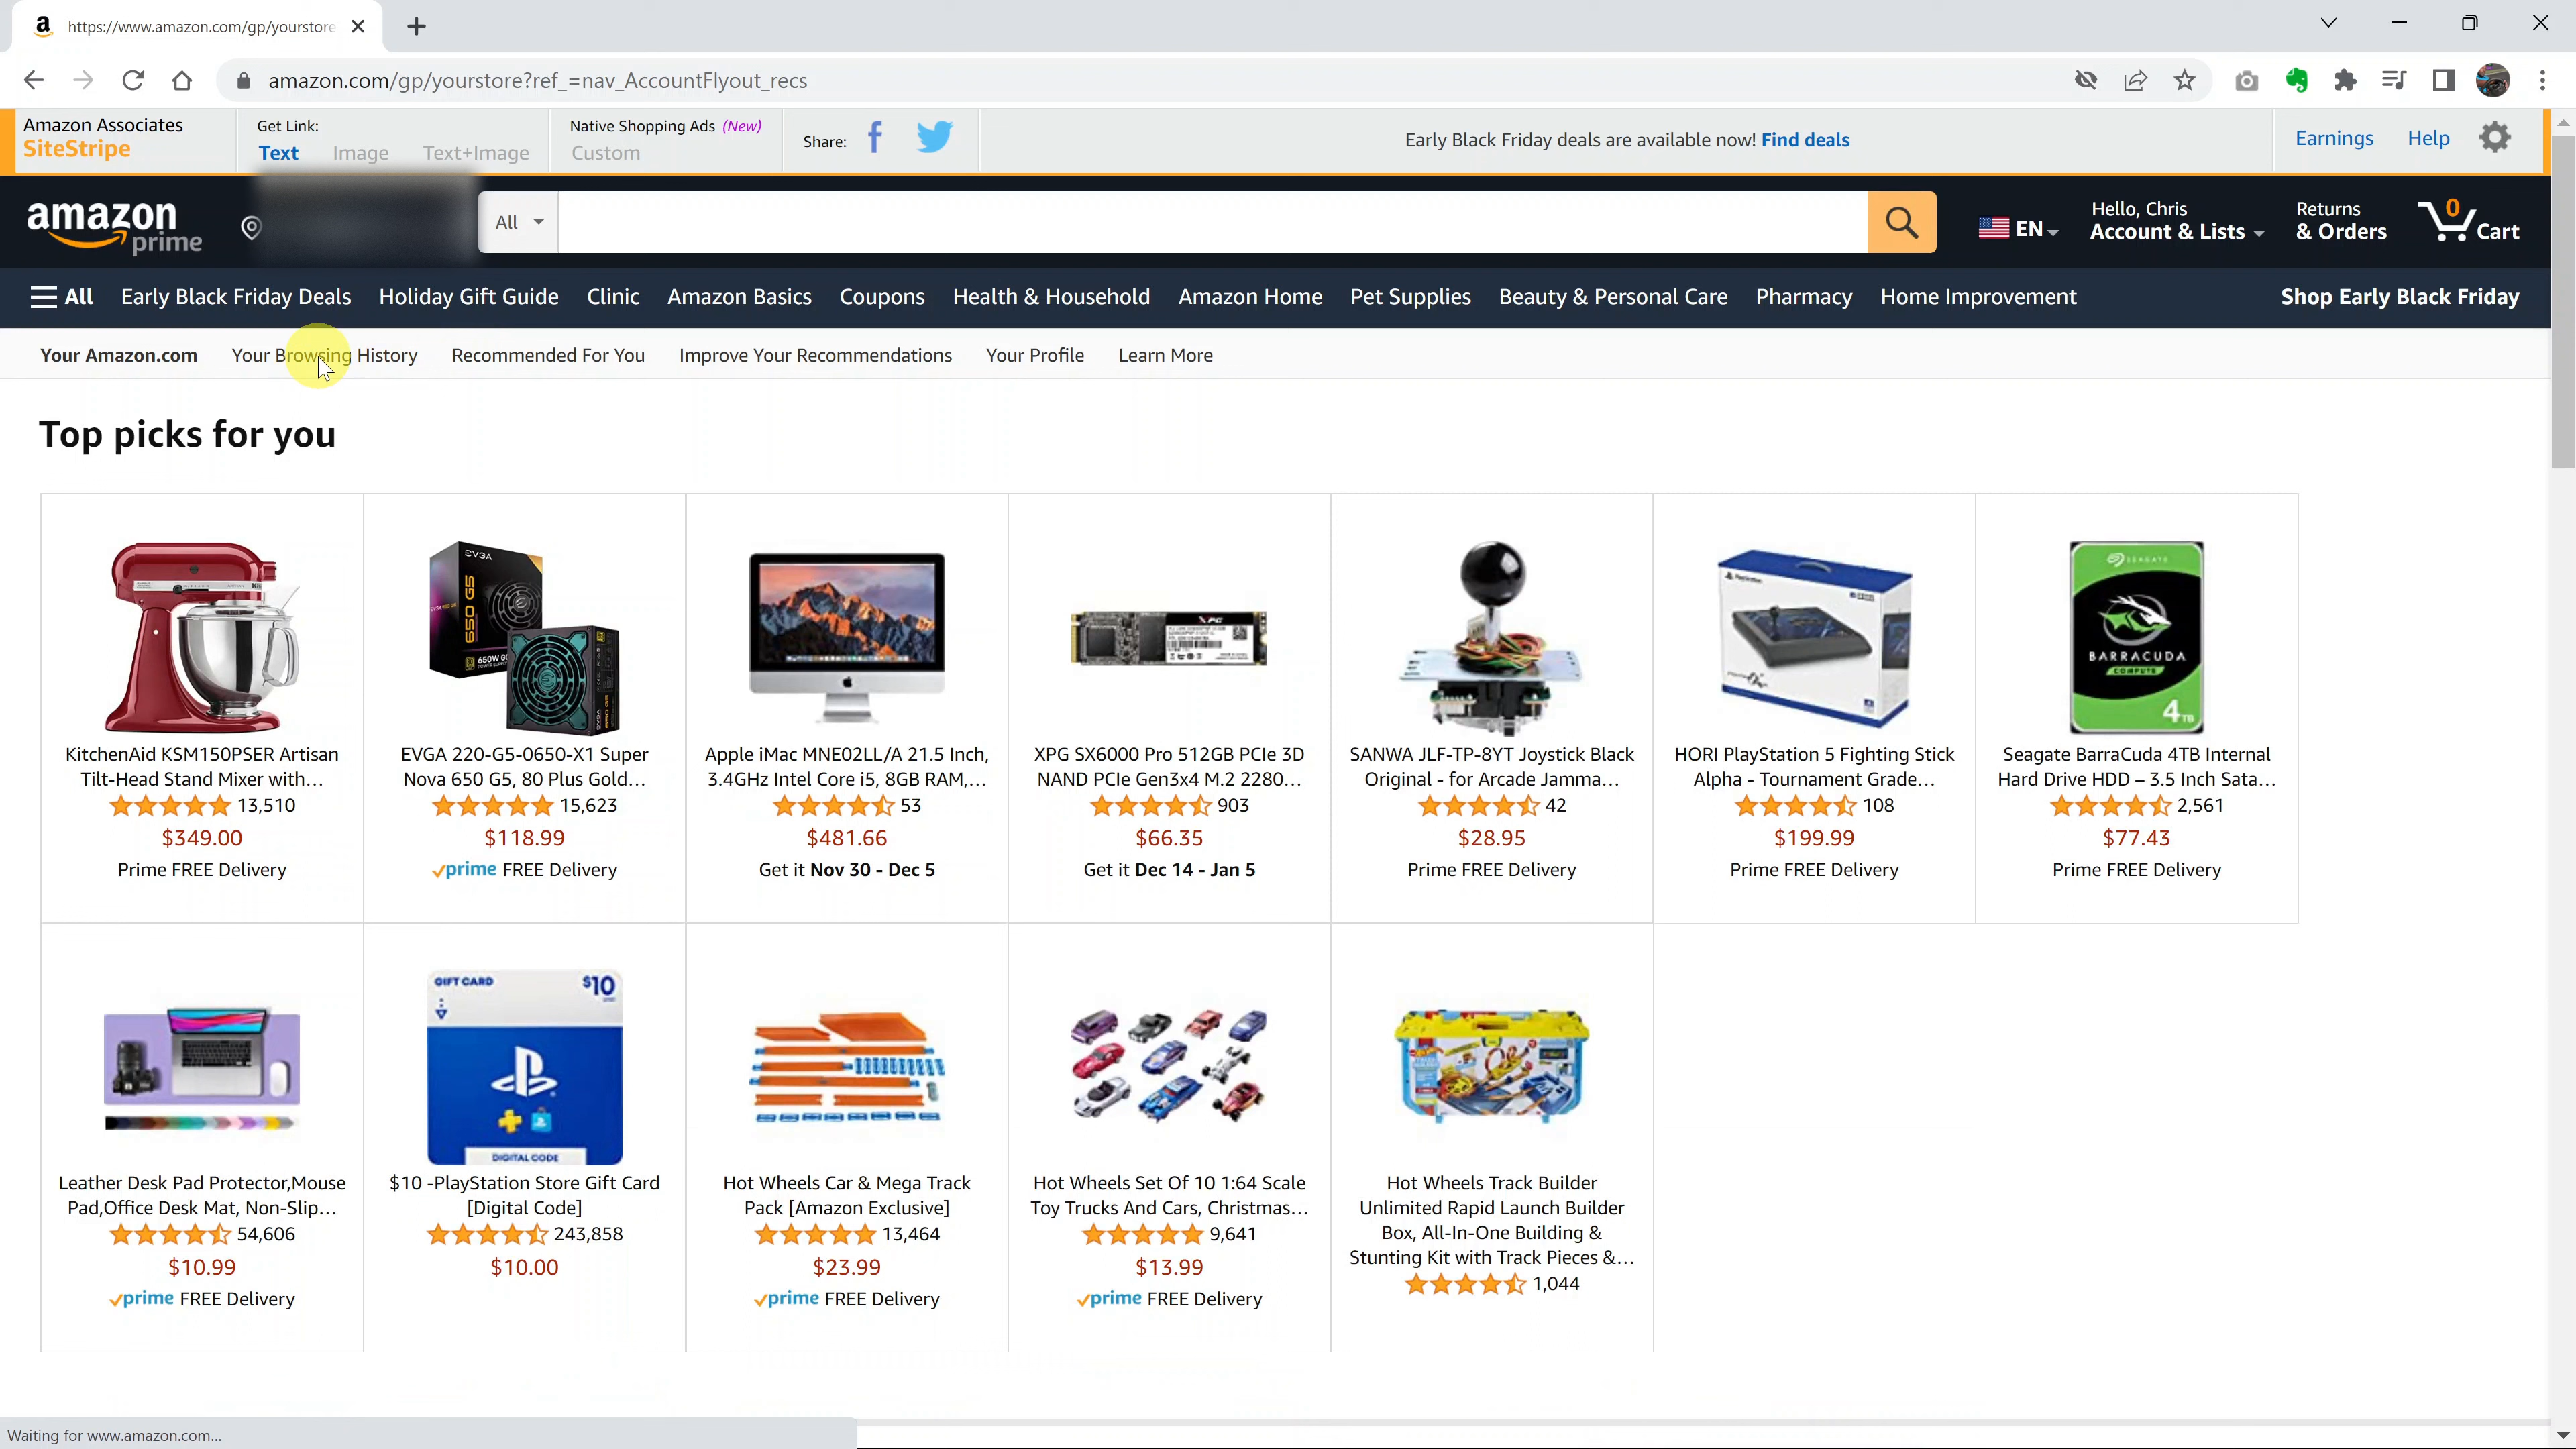 https://www.amazon.com/gp/yourstore
amazon.com/gp/yourstore?ref_=nav_AccountFlyout_recs
Amazon Associates
SiteStripe
Get Link:
Text Image Text+Image
Native Shopping Ads (New)
Custom
Share:
Early Black Friday deals are available now! Find deals
Earnings Help
amazon
prime
All
EN
Hello, Chris
Account & Lists
Returns
& Orders
0
Cart
All Early Black Friday Deals Holiday Gift Guide Clinic Amazon Basics Coupons Health & Household Amazon Home Pet Supplies Beauty & Personal Care Pharmacy Home Improvement Shop Early Black Friday
Your Amazon.com Your Browsing History Recommended For You Improve Your Recommendations Your Profile Learn More
Top picks for you
KitchenAid KSM150PSER Artisan
Tilt-Head Stand Mixer with...
13,510
$349.00
Prime FREE Delivery
EVGA
650 G5
EVGA 220-G5-0650-X1 Super
Nova 650 G5, 80 Plus Gold...
15,623
$118.99
prime FREE Delivery
Apple iMac MNE02LL/A 21.5 Inch,
3.4GHz Intel Core i5, 8GB RAM,...
53
$481.66
Get it Nov 30 - Dec 5
XPG
XPG SX6000 Pro 512GB PCIe 3D
NAND PCIe Gen3x4 M.2 2280...
903
$66.35
Get it Dec 14 - Jan 5
SANWA JLF-TP-8YT Joystick Black
Original - for Arcade Jamma...
42
$28.95
Prime FREE Delivery
HORI PlayStation 5 Fighting Stick
Alpha - Tournament Grade...
108
$199.99
Prime FREE Delivery
SEAGATE
BARRACUDA
COMPUTE
4TB
Seagate BarraCuda 4TB Internal
Hard Drive HDD – 3.5 Inch Sata...
2,561
$77.43
Prime FREE Delivery
Leather Desk Pad Protector,Mouse
Pad,Office Desk Mat, Non-Slip...
54,606
$10.99
prime FREE Delivery
GIFT CARD $10
DIGITAL CODE
$10 -PlayStation Store Gift Card
[Digital Code]
243,858
$10.00
Hot Wheels Car & Mega Track
Pack [Amazon Exclusive]
13,464
$23.99
prime FREE Delivery
Hot Wheels Set Of 10 1:64 Scale
Toy Trucks And Cars, Christmas...
9,641
$13.99
prime FREE Delivery
Hot Wheels Track Builder
Unlimited Rapid Launch Builder
Box, All-In-One Building &
Stunting Kit with Track Pieces &...
1,044
Waiting for www.amazon.com...